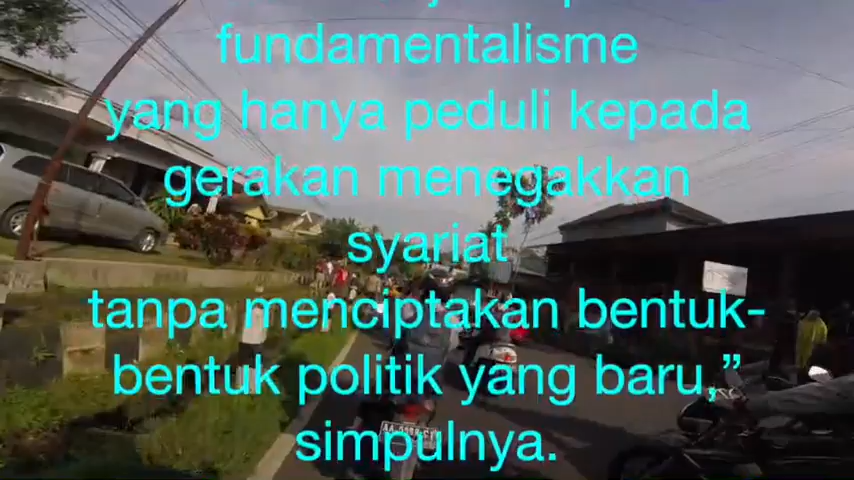 fundamentalisme
yang hanya peduli kepada
gerakan menegakkan
syariat
tanpa menciptakan bentuk-
bentuk politik yang baru,”
simpulnya.